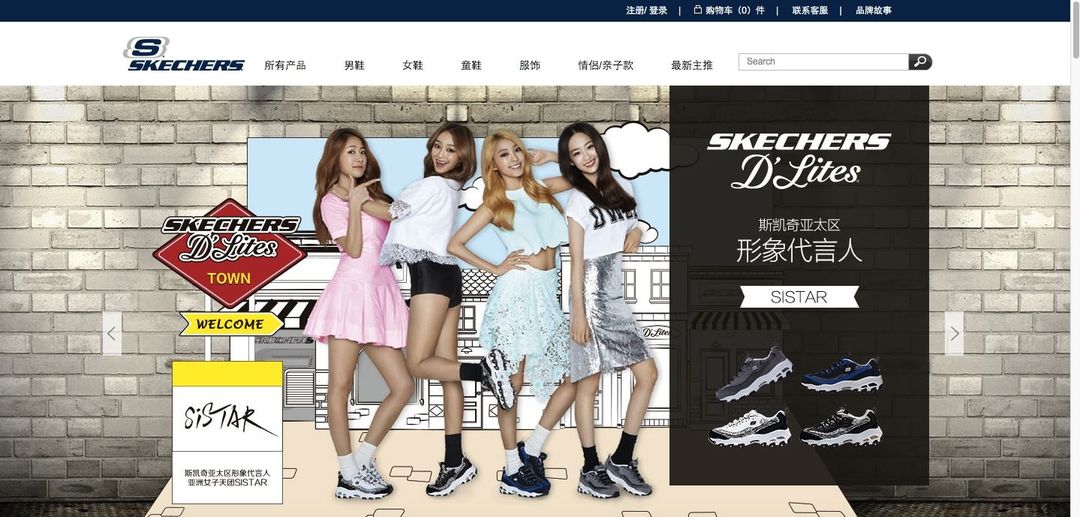 注册/ 登录 | 购物车（0）件 | 联系客服 | 品牌故事
S
SKECHERS
所有产品 男鞋 女鞋 童鞋 服饰 情侣/亲子款 最新主推
Search
SKECHERS
D'Lites
TOWN
WELCOME
SiSTAR
斯凯奇亚太区形象代言人
亚洲女子天团SISTAR
D'Lites
SKECHERS
D'Lites
斯凯奇亚太区
形象代言人
SISTAR